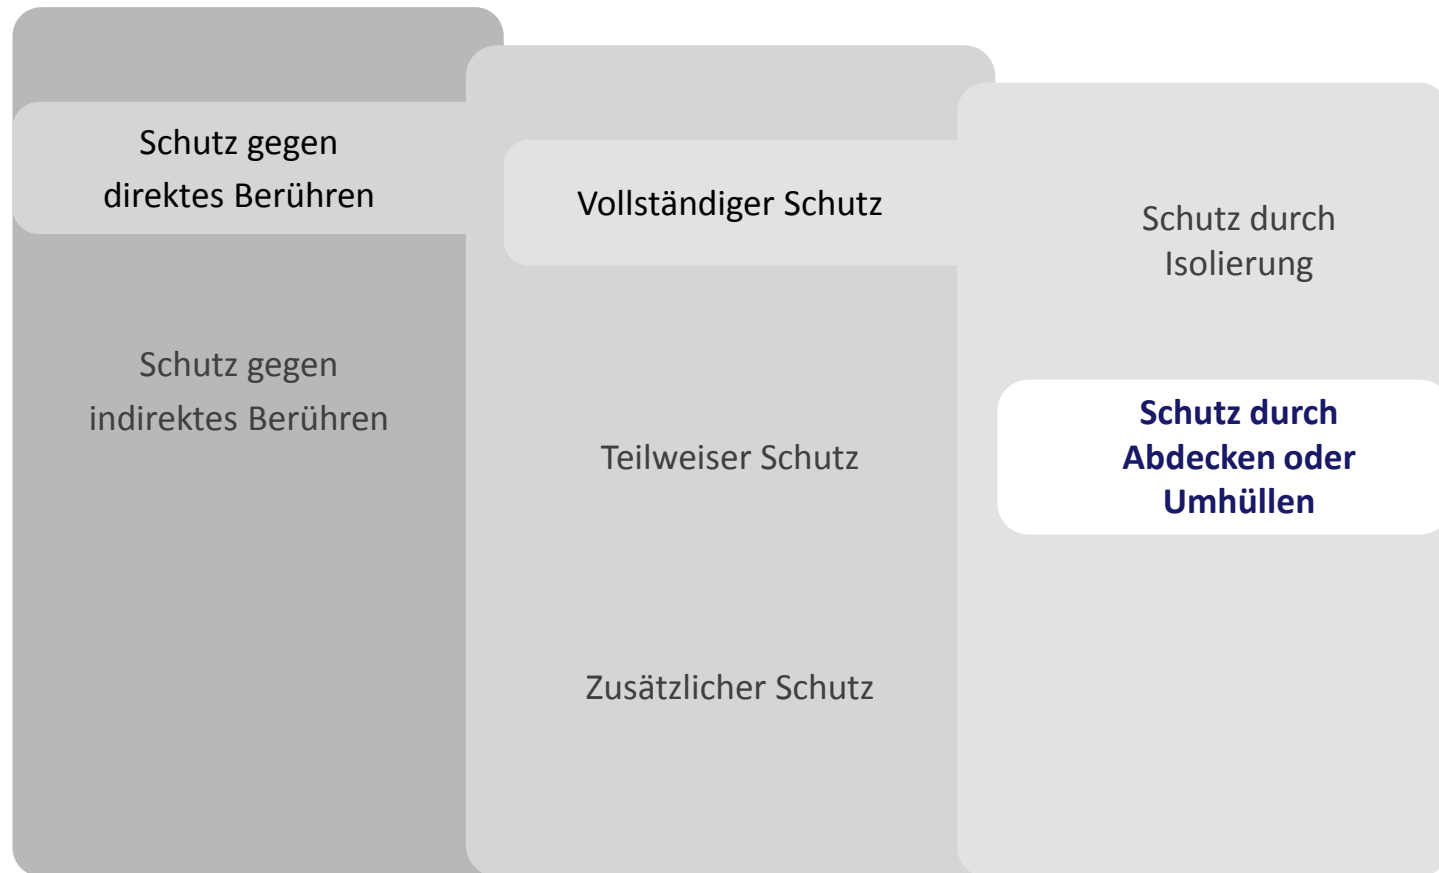 Schutz gegen
direktes Berühren
Schutz gegen
indirektes Berühren
Vollständiger Schutz
Teilweiser Schutz
Zusätzlicher Schutz
Schutz durch
Isolierung
Schutz durch
Abdecken oder
Umhüllen